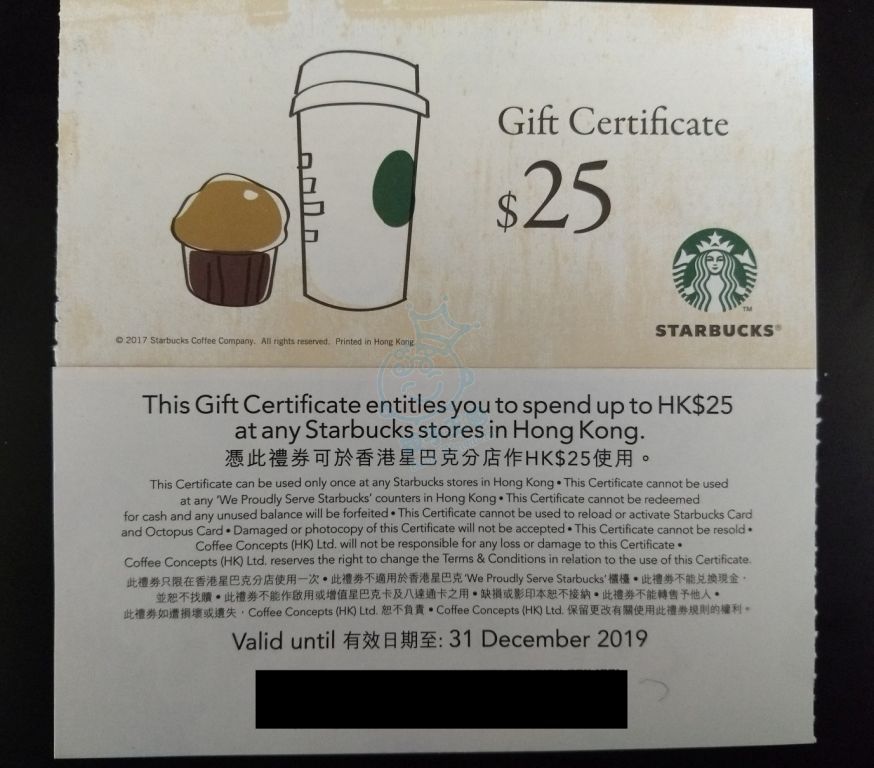 Gift Certificate
$25
STARBUCKS®
TM
© 2017 Starbucks Coffee Company. All rights reserved. Printed in Hong Kong.
This Gift Certificate entitles you to spend up to HK$25
at any Starbucks stores in Hong Kong.
憑此禮券可於香港星巴克分店作HK$25使用。
This Certificate can be used only once at any Starbucks stores in Hong Kong • This Certificate cannot be used
at any 'We Proudly Serve Starbucks' counters in Hong Kong • This Certificate cannot be redeemed
for cash and any unused balance will be forfeited • This Certificate cannot be used to reload or activate Starbucks Card
and Octopus Card • Damaged or photocopy of this Certificate will not be accepted • This Certificate cannot be resold •
Coffee Concepts (HK) Ltd. will not be responsible for any loss or damage to this Certificate •
Coffee Concepts (HK) Ltd. reserves the right to change the Terms & Conditions in relation to the use of this Certificate.
此禮券只限在香港星巴克分店使用一次 • 此禮券不適用於香港星巴克 'We Proudly Serve Starbucks' 櫃檯 • 此禮券不能兌換現金，
並恕不找贖 • 此禮券不能作啟用或增值星巴克卡及八達通卡之用 • 缺損或影印本恕不接納 • 此禮券不能轉售予他人 •
此禮券如遭損壞或遺失，Coffee Concepts (HK) Ltd. 恕不負責 • Coffee Concepts (HK) Ltd. 保留更改有關使用此禮券規則的權利。
Valid until 有效日期至: 31 December 2019